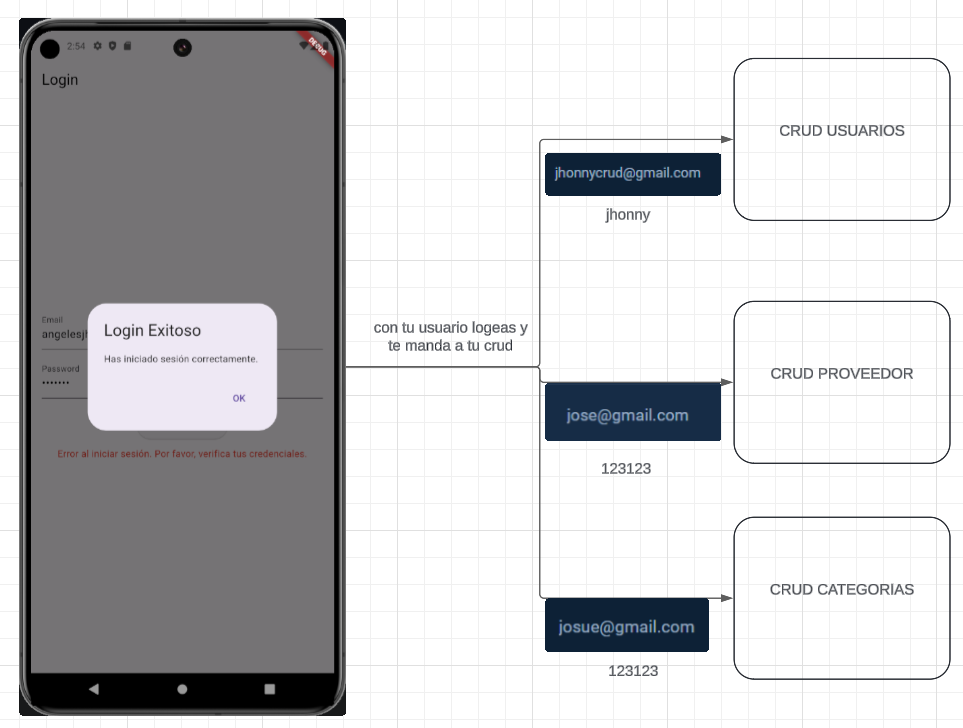 2:54
DEBUG
Login
Email
angelesj
Password
Login Exitoso
Has iniciado sesión correctamente.
OK
Error al iniciar sesión. Por favor, verifica tus credenciales.
con tu usuario logeas y
te manda a tu crud
jhonnycrud@gmail.com
jhonny
CRUD USUARIOS
jose@gmail.com
123123
CRUD PROVEEDOR
josue@gmail.com
123123
CRUD CATEGORIAS